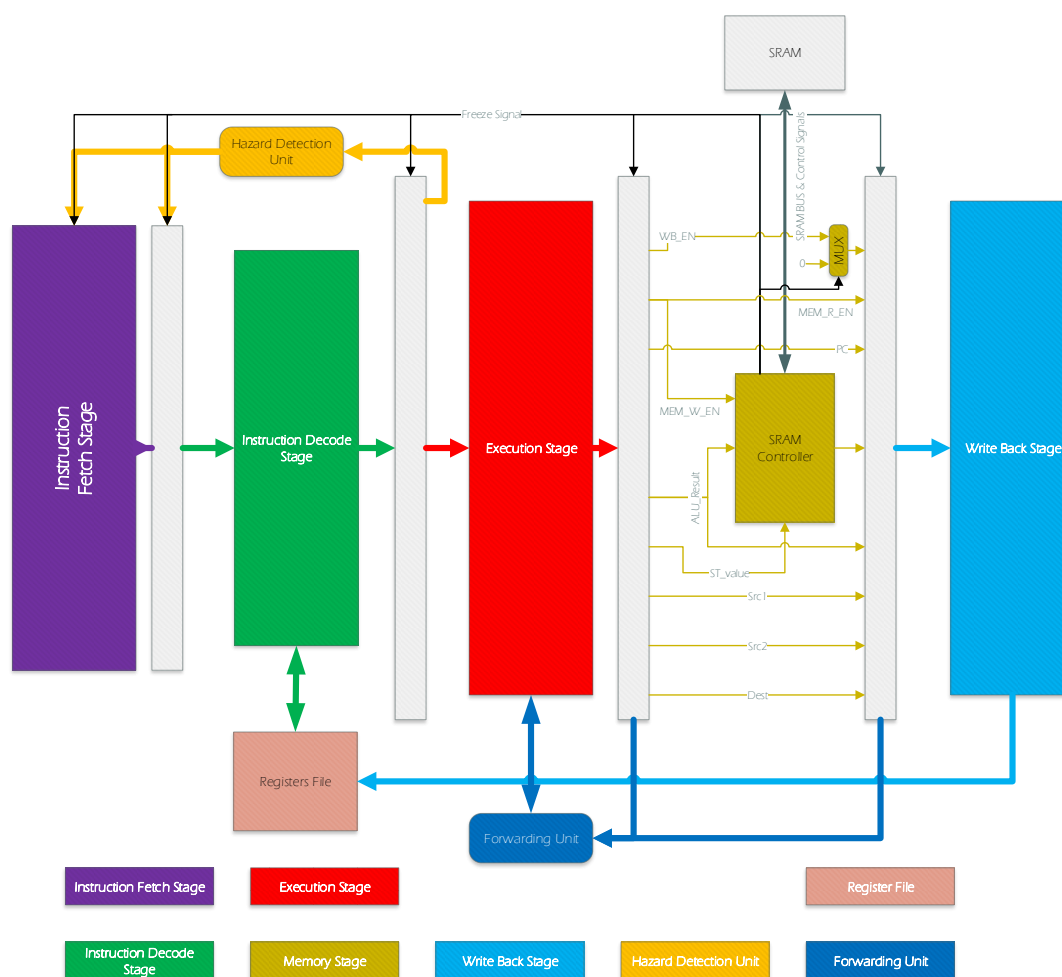 SRAM
Freeze Signal
SRAM BUS & Control Signals
Hazard Detection
Unit
WB_EN
MUX
0
MEM_R_EN
PC
Instruction
Fetch Stage
MEM_W_EN
Instruction Decode
Stage
Execution Stage
SRAM
Controller
Write Back Stage
ALU_Result
ST_value
Src1
Src2
Dest
Registers File
Forwarding Unit
Instruction Fetch Stage
Execution Stage
Register File
Instruction Decode
Stage
Memory Stage
Write Back Stage
Hazard Detection Unit
Forwarding Unit